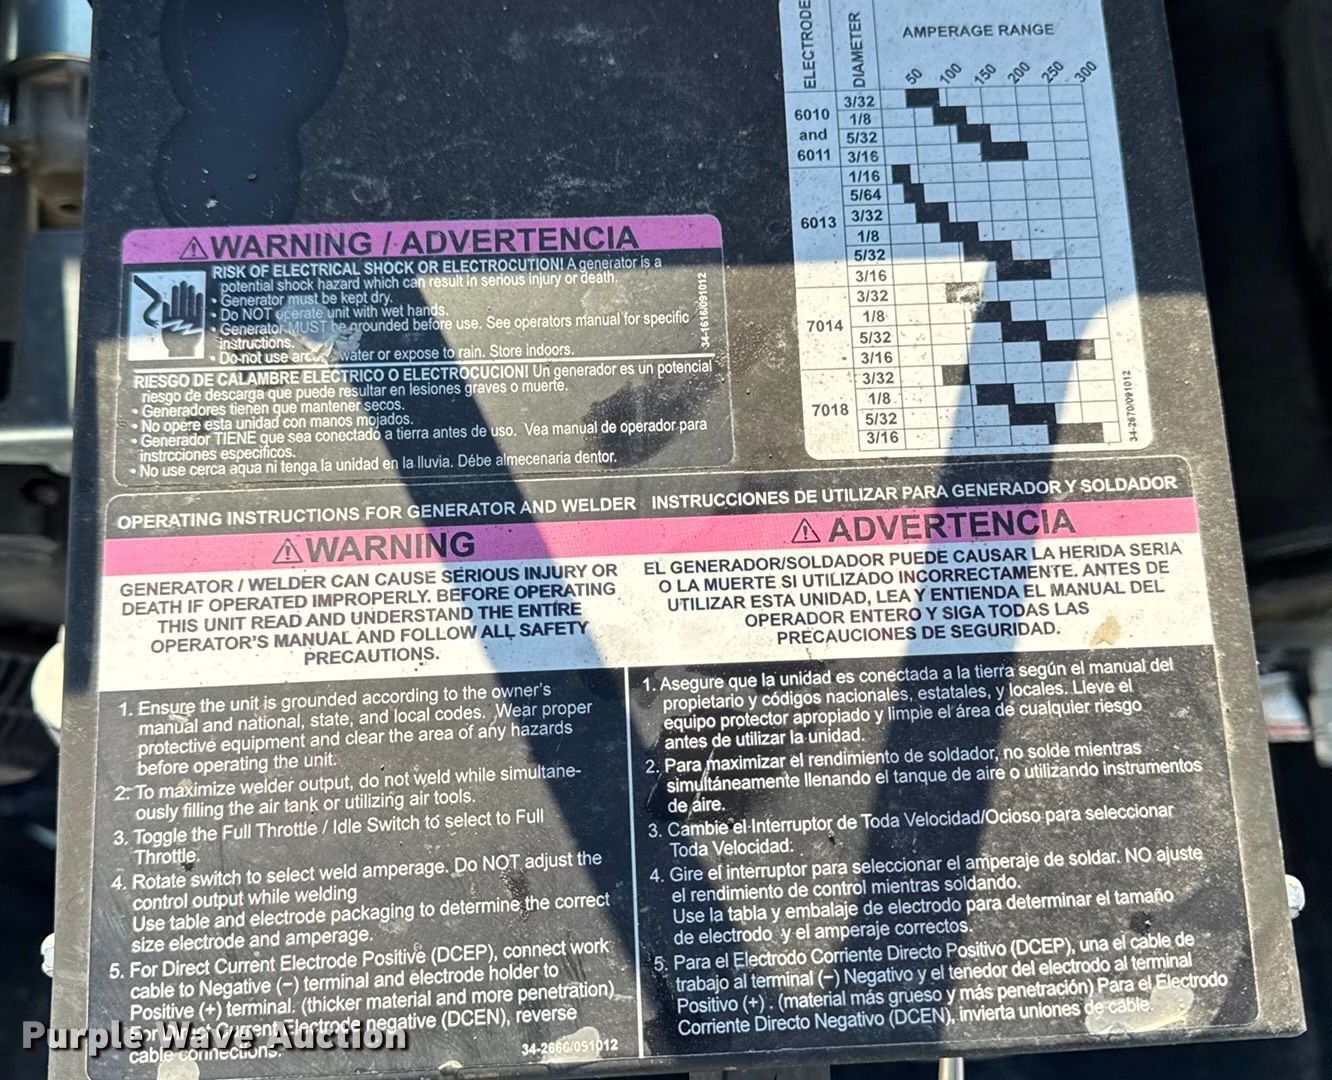 ELECTRODE
DIAMETER
AMPERAGE RANGE
50 100 150 200 250 300
6010
and
6011
3/32
1/8
5/32
3/16
6013
1/16
5/64
3/32
1/8
5/32
3/16
7014
3/32
1/8
5/32
3/16
7018
3/32
1/8
5/32
3/16
34-2670/091012
⚠WARNING / ADVERTENCIA
RISK OF ELECTRICAL SHOCK OR ELECTROCUTION! A generator is a
potential shock hazard which can result in serious injury or death.
• Generator must be kept dry.
• Do NOT operate unit with wet hands.
• Generator MUST be grounded before use. See operators manual for specific
instructions.
• Do not use water or expose to rain. Store indoors.
34-1616/091012
RIESGO DE CALAMBRE ELECTRICO O ELECTROCUCION! Un generador es un potencial
riesgo de descarga que puede resultar en lesiones graves o muerte.
• Generadores tienen que mantener secos.
• No opere esta unidad con manos mojados.
• Generador TIENE que sea conectado a tierra antes de uso. Vea manual de operador para
instrcciones especificos.
• No use cerca aqua ni tenga la unidad en la lluvia. Débe almecenaria dentor.
OPERATING INSTRUCTIONS FOR GENERATOR AND WELDER INSTRUCCIONES DE UTILIZAR PARA GENERADOR Y SOLDADOR
⚠WARNING
GENERATOR / WELDER CAN CAUSE SERIOUS INJURY OR
DEATH IF OPERATED IMPROPERLY. BEFORE OPERATING
THIS UNIT READ AND UNDERSTAND THE ENTIRE
OPERATOR'S MANUAL AND FOLLOW ALL SAFETY
PRECAUTIONS.
1. Ensure the unit is grounded according to the owner's
manual and national, state, and local codes. Wear proper
protective equipment and clear the area of any hazards
before operating the unit.
2. To maximize welder output, do not weld while simultane-
ously filling the air tank or utilizing air tools.
3. Toggle the Full Throttle / Idle Switch to select to Full
Throttle.
4. Rotate switch to select weld amperage. Do NOT adjust the
control output while welding
Use table and electrode packaging to determine the correct
size electrode and amperage.
5. For Direct Current Electrode Positive (DCEP), connect work
cable to Negative (−) terminal and electrode holder to
Positive (+) terminal. (thicker material and more penetration)
For Direct Current Electrode negative (DCEN), reverse
cable connections.
34-2666/091012
⚠ ADVERTENCIA
EL GENERADOR/SOLDADOR PUEDE CAUSAR LA HERIDA SERIA
O LA MUERTE SI UTILIZADO INCORRECTAMENTE. ANTES DE
UTILIZAR ESTA UNIDAD, LEA Y ENTIENDA EL MANUAL DEL
OPERADOR ENTERO Y SIGA TODAS LAS
PRECAUCIONES DE SEGURIDAD.
1. Asegure que la unidad es conectada a la tierra según el manual del
propietario y códigos nacionales, estatales, y locales. Lleve el
equipo protector apropiado y limpie el área de cualquier riesgo
antes de utilizar la unidad.
2. Para maximizar el rendimiento de soldador, no solde mientras
simultáneamente llenando el tanque de aire o utilizando instrumentos
de aire.
3. Cambie el Interruptor de Toda Velocidad/Ocioso para seleccionar
Toda Velocidad.
4. Gire el interruptor para seleccionar el amperaje de soldar. NO ajuste
el rendimiento de control mientras soldando.
Use la tabla y embalaje de electrodo para determinar el tamaño
de electrodo y el amperaje correctos.
5. Para el Electrodo Corriente Directo Positivo (DCEP), una el cable de
trabajo al terminal (−) Negativo y el tenedor del electrodo al terminal
Positivo (+) . (material más grueso y más penetración) Para el Electrodo
Corriente Directo Negativo (DCEN), invierta uniones de cable.
Purple Wave Auction